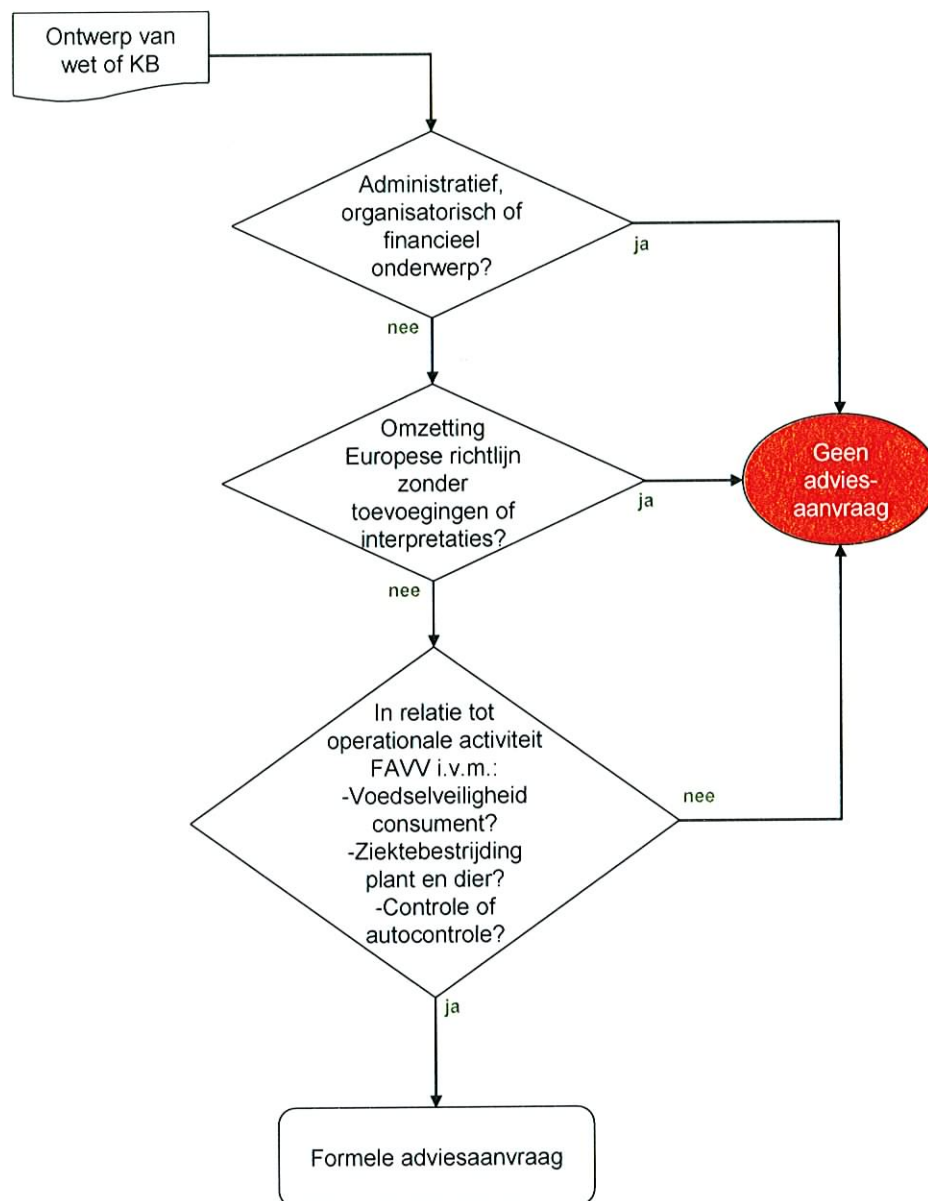 Ontwerp van
wet of KB
Administratief,
organisatorisch of
financieel
onderwerp?
ja
nee
Omzetting
Europese richtlijn
zonder
toevoegingen of
interpretaties?
ja
nee
Geen
advies-
aanvraag
In relatie tot
operationale activiteit
FAVV i.v.m.:
-Voedselveiligheid
consument?
-Ziektebestrijding
plant en dier?
-Controle of
autocontrole?
nee
ja
Formele adviesaanvraag